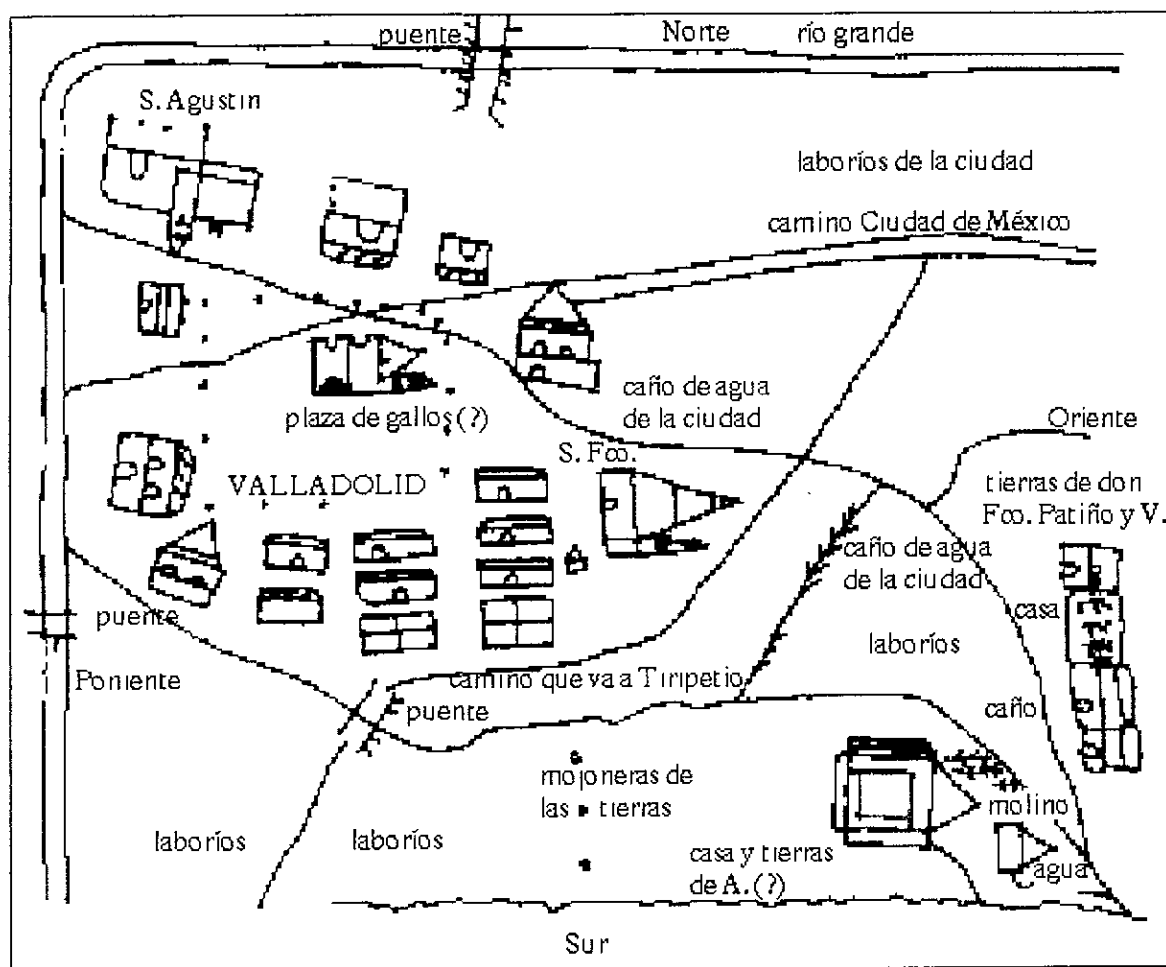 puente
Norte
río grande
S. Agustín
laboríos de la ciudad
camino Ciudad de México
caño de agua
de la ciudad
plaza de gallos (?)
Oriente
S. Fco.
VALLADOLID
tierras de don
Fco. Patiño y V.
caño de agua
de la ciudad
casa
puente
laboríos
Poniente
camino que va a Tiripetio
puente
caño
mojoneras de
las tierras
molino
laboríos
laboríos
casa y tierras
de A. (?)
agua
Sur